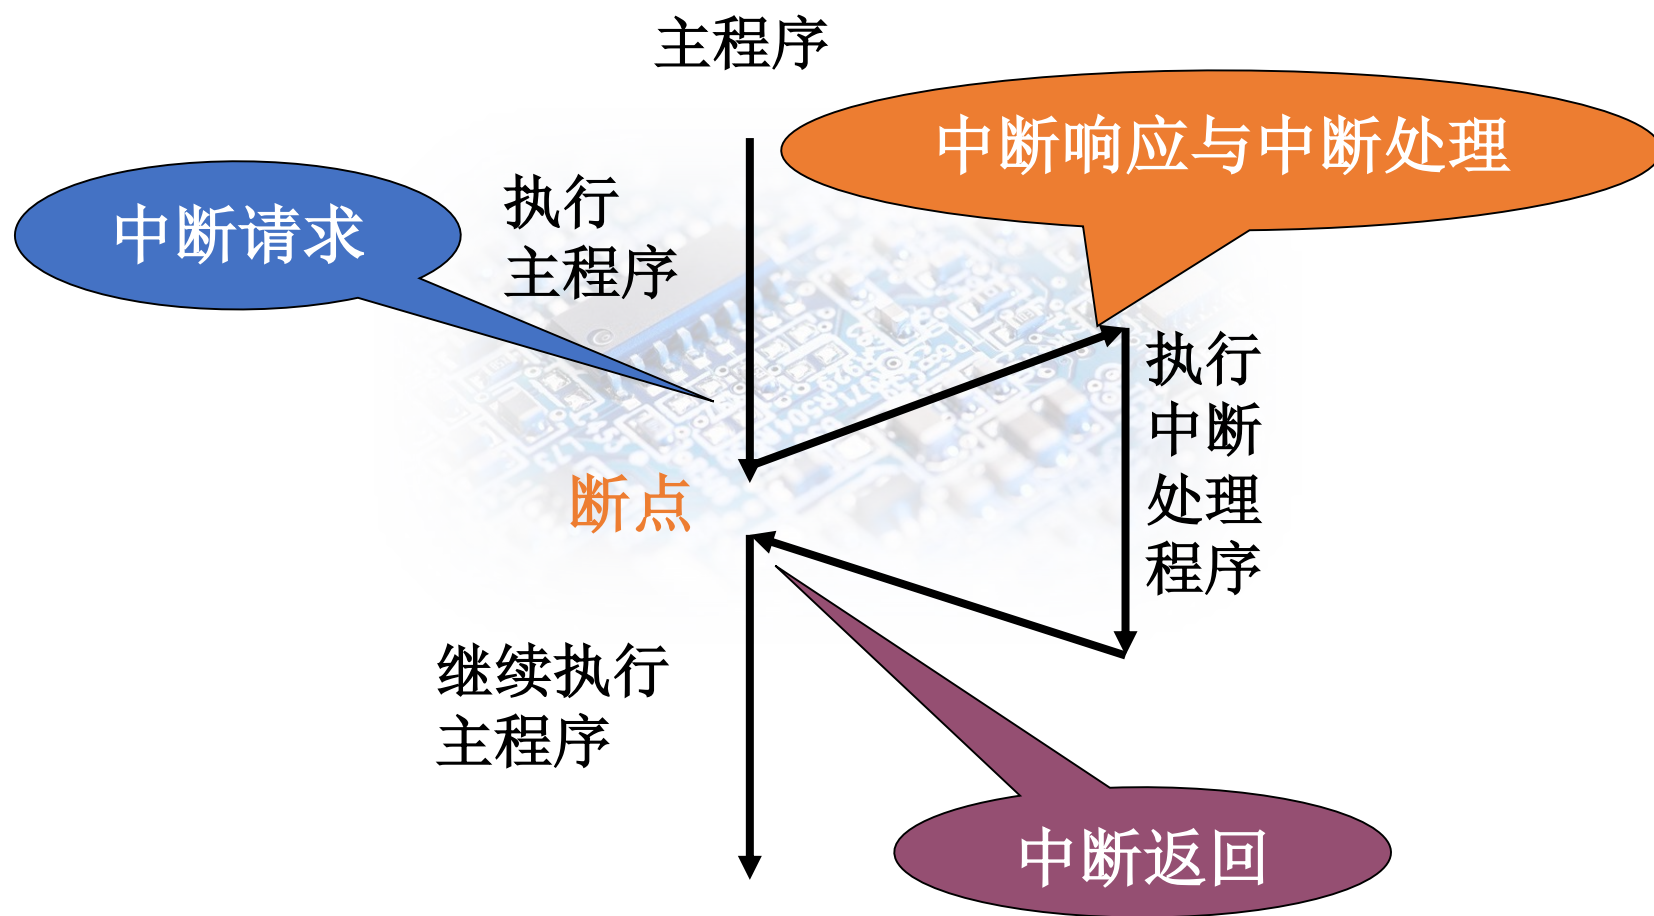 主程序
中断响应与中断处理
中断请求
执行
主程序
执行
中断
处理
程序
断点
继续执行
主程序
中断返回